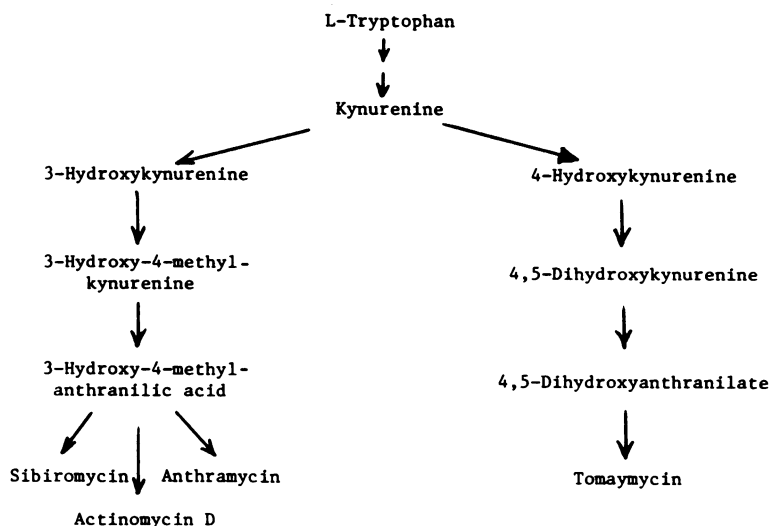 L-Tryptophan
Kynurenine
3-Hydroxykynurenine
4-Hydroxykynurenine
3-Hydroxy-4-methyl-
kynurenine
4,5-Dihydroxykynurenine
3-Hydroxy-4-methyl-
anthranilic acid
4,5-Dihydroxyanthranilate
Sibiromycin
Anthramycin
Tomaymycin
Actinomycin D